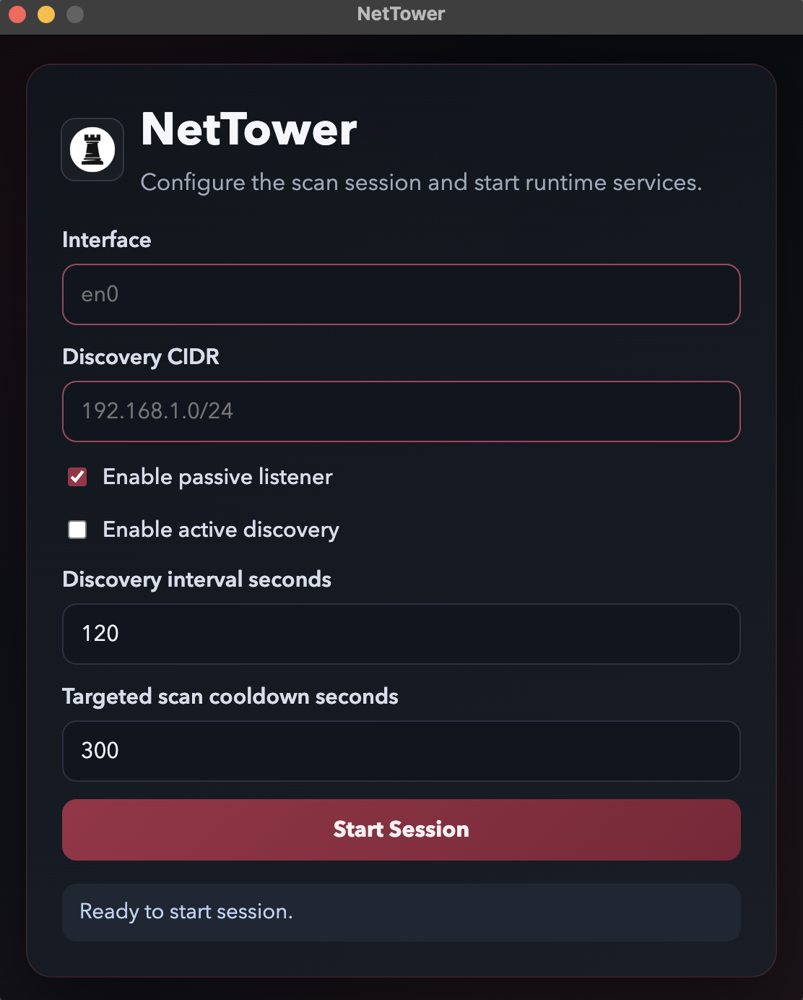 NetTower
NetTower
Configure the scan session and start runtime services.
Interface
en0
Discovery CIDR
192.168.1.0/24
Enable passive listener
Enable active discovery
Discovery interval seconds
120
Targeted scan cooldown seconds
300
Start Session
Ready to start session.